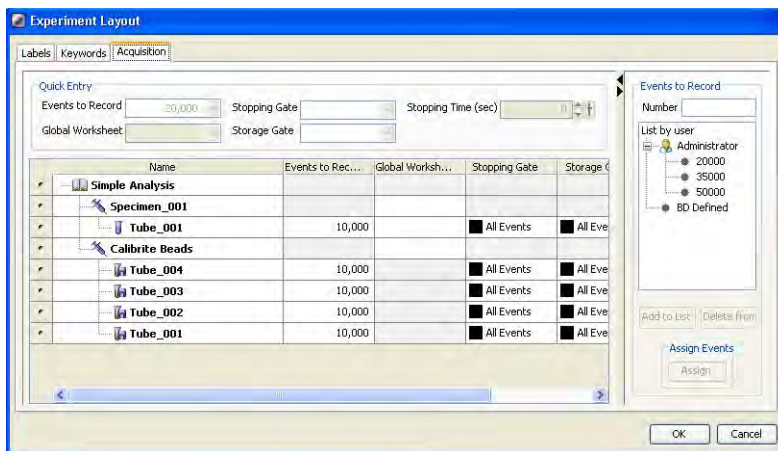 Experiment Layout
Labels Keywords Acquisition
Quick Entry
Events to Record 20,000 Stopping Gate Stopping Time (sec) 0
Global Worksheet Storage Gate
Name Events to Rec... Global Worksh... Stopping Gate Storage G
Simple Analysis
Specimen_001
Tube_001 10,000 All Events All Eve
Calibrite Beads
Tube_004 10,000 All Events All Eve
Tube_003 10,000 All Events All Eve
Tube_002 10,000 All Events All Eve
Tube_001 10,000 All Events All Eve
Events to Record
Number
List by user
Administrator
20000
35000
50000
BD Defined
Add to List Delete from
Assign Events
Assign
OK Cancel